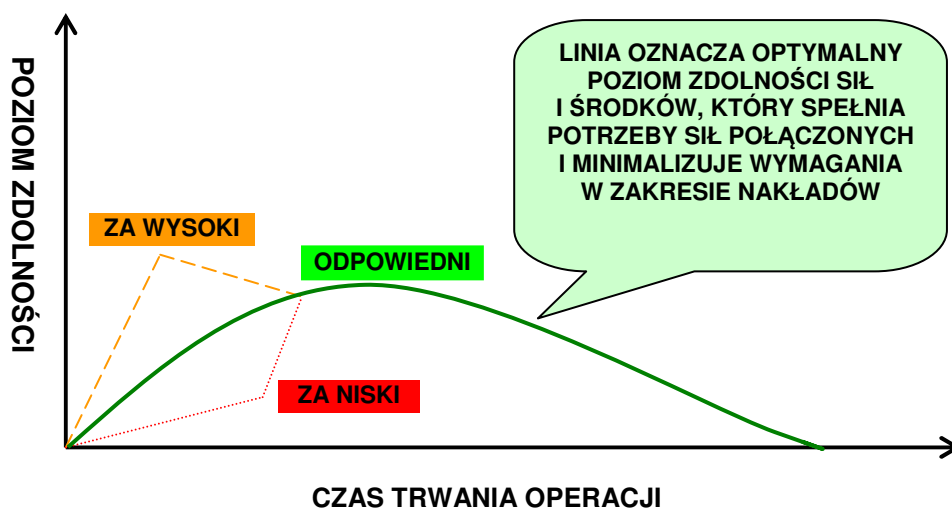 LINIA OZNACZA OPTYMALNY
POZIOM ZDOLNOŚCI SIŁ
I ŚRODKÓW, KTÓRY SPEŁNIA
POTRZEBY SIŁ POŁĄCZONYCH
I MINIMALIZUJE WYMAGANIA
W ZAKRESIE NAKŁADÓW
POZIOM ZDOLNOŚCI
ZA WYSOKI
ODPOWIEDNI
ZA NISKI
CZAS TRWANIA OPERACJI